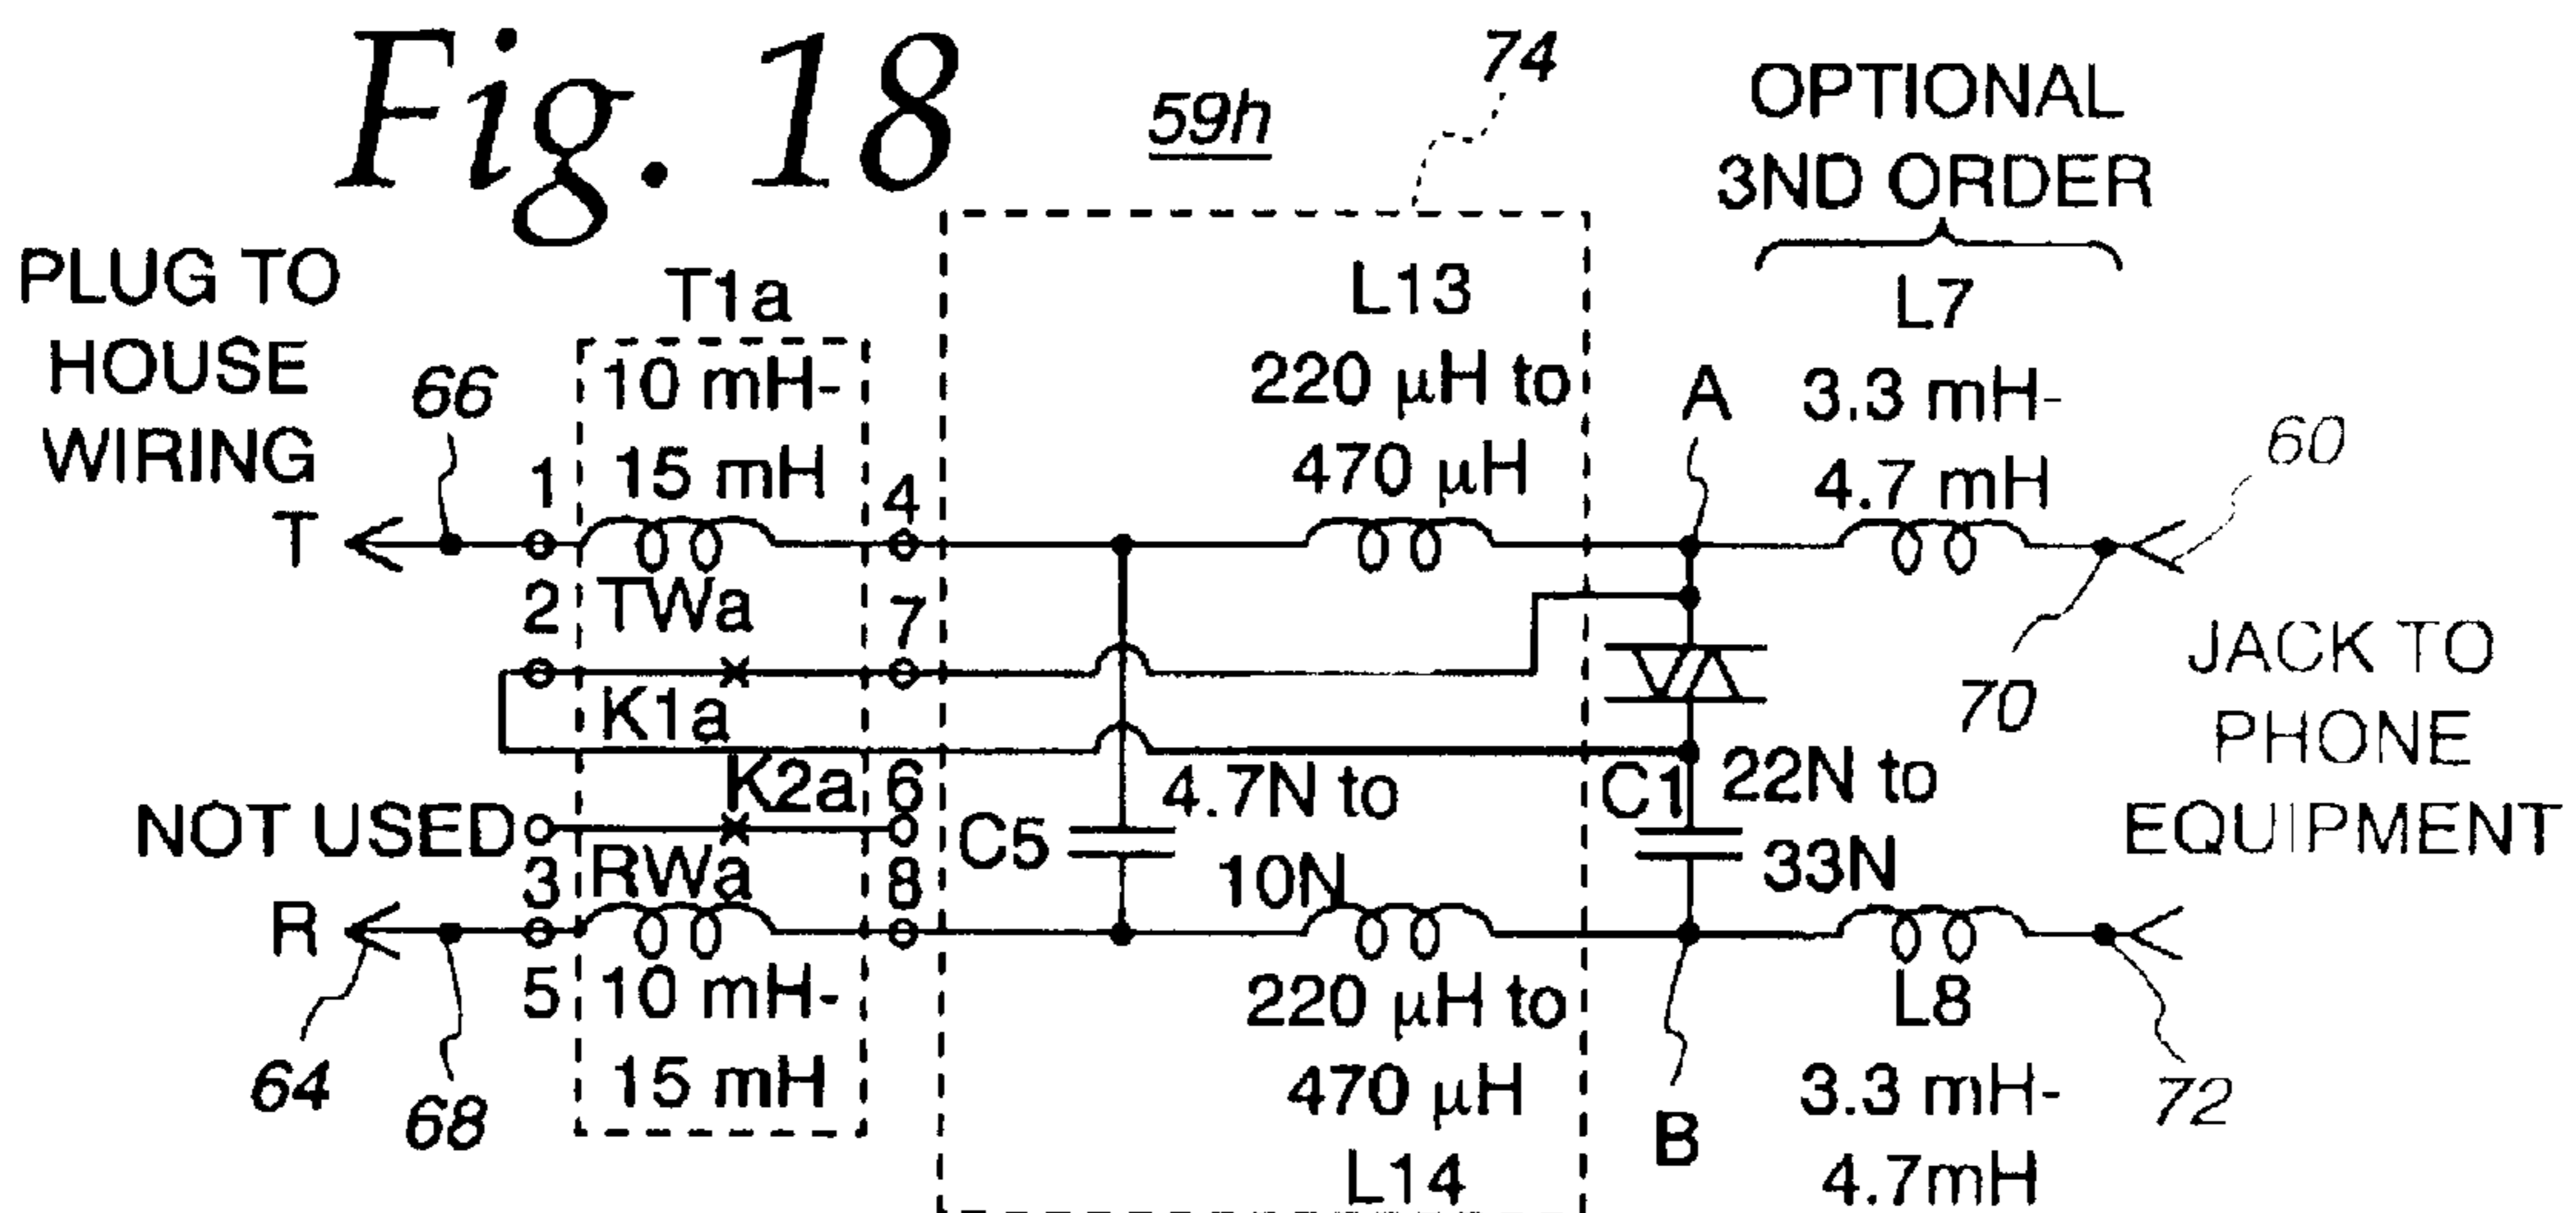 Fig. 18
59h
74
OPTIONAL
3ND ORDER
PLUG TO
HOUSE
WIRING
T1a
10 mH-
15 mH
L13
220 µH to
470 µH
L7
3.3 mH-
4.7 mH
A
66
60
T
1
4
2
TWa
7
K1a
K2a
6
NOT USED
3
RWa
8
C5
4.7N to
10N
C1
22N to
33N
70
JACK TO
PHONE
EQUIPMENT
R
5
10 mH-
15 mH
220 µH to
470 µH
L14
L8
3.3 mH-
4.7mH
64
68
B
72